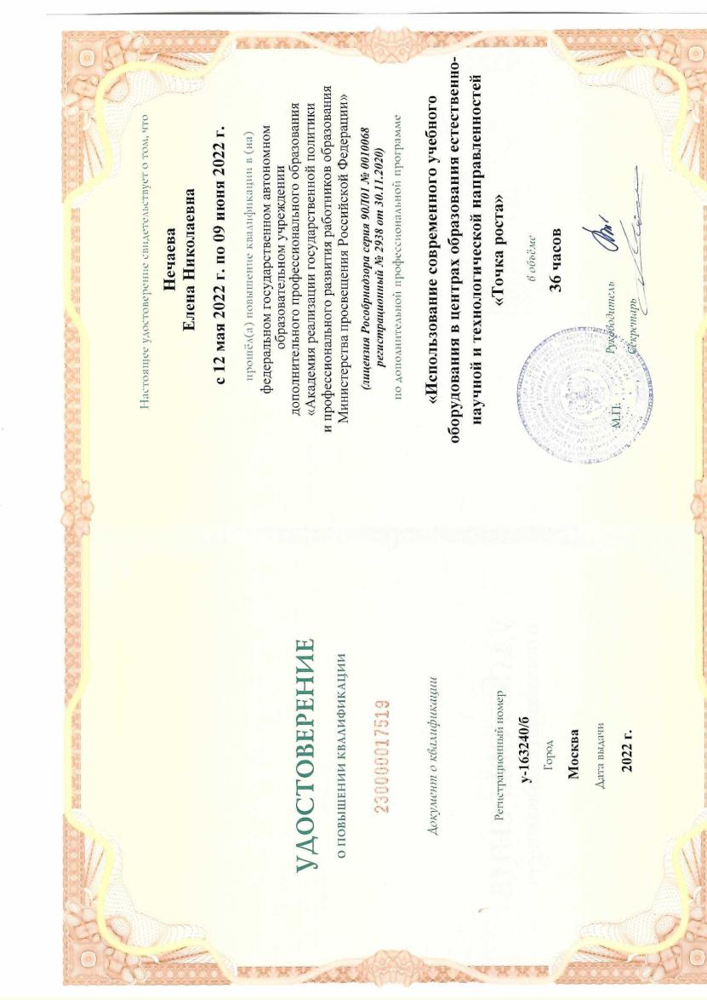 УДОСТОВЕРЕНИЕ
О ПОВЫШЕНИИ КВАЛИФИКАЦИИ
230000017519
Документ о квалификации
Регистрационный номер
у-163240/б
Город
Москва
Дата выдачи
2022 г.
Настоящее удостоверение свидетельствует о том, что
Нечаева
Елена Николаевна
с 12 мая 2022 г. по 09 июня 2022 г.
прошёл(а) повышение квалификации в (на)
федеральном государственном автономном
образовательном учреждении
дополнительного профессионального образования
«Академия реализации государственной политики
и профессионального развития работников образования
Министерства просвещения Российской Федерации»
(лицензия Рособрнадзора серия 90Л01 № 0010068
регистрационный № 2938 от 30.11.2020)
по дополнительной профессиональной программе
«Использование современного учебного
оборудования в центрах образования естественно-
научной и технологической направленностей
«Точка роста»
в объёме
36 часов
Руководитель
М.П.
Секретарь